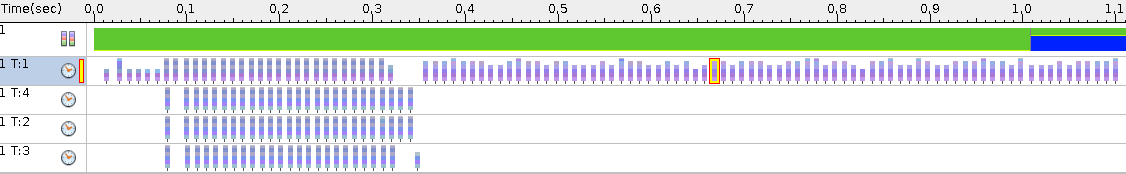 Time(sec) 0,0 0,1 0,2 0,3 0,4 0,5 0,6 0,7 0,8 0,9 1,0 1,1
1
1 T:1
1 T:4
1 T:2
1 T:3